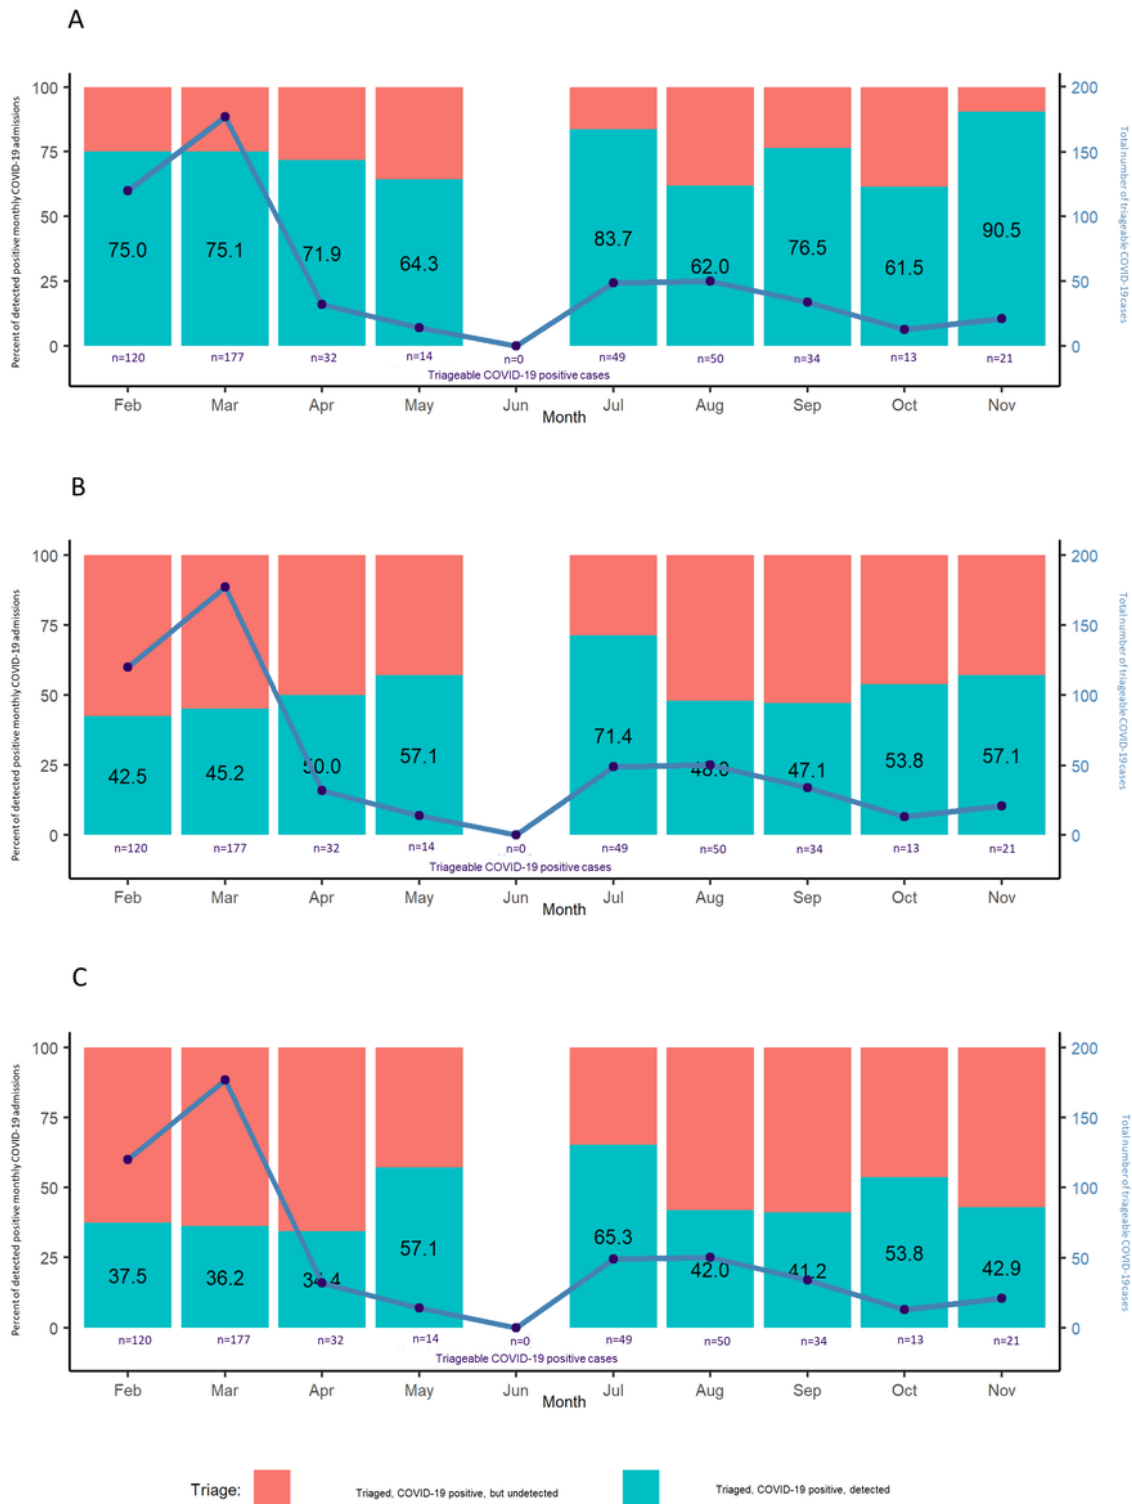 A
Percent of detected positive monthly COVID-19 admissions
100
75
50
25
0
75.0
75.1
71.9
64.3
83.7
62.0
76.5
61.5
90.5
200
150
100
50
0
Total number of triageable COVID-19 cases
n=120
n=177
n=32
n=14
n=0
n=49
n=50
n=34
n=13
n=21
Triageable COVID-19 positive cases
Feb
Mar
Apr
May
Jun
Jul
Aug
Sep
Oct
Nov
Month
B
Percent of detected positive monthly COVID-19 admissions
100
75
50
25
0
42.5
45.2
50.0
57.1
71.4
48.0
47.1
53.8
57.1
200
150
100
50
0
Total number of triageable COVID-19 cases
n=120
n=177
n=32
n=14
n=0
n=49
n=50
n=34
n=13
n=21
Triageable COVID-19 positive cases
Feb
Mar
Apr
May
Jun
Jul
Aug
Sep
Oct
Nov
Month
C
Percent of detected positive monthly COVID-19 admissions
100
75
50
25
0
37.5
36.2
34.4
57.1
65.3
42.0
41.2
53.8
42.9
200
150
100
50
0
Total number of triageable COVID-19 cases
n=120
n=177
n=32
n=14
n=0
n=49
n=50
n=34
n=13
n=21
Triageable COVID-19 positive cases
Feb
Mar
Apr
May
Jun
Jul
Aug
Sep
Oct
Nov
Month
Triage:
Triaged, COVID-19 positive, but undetected
Triaged, COVID-19 positive, detected